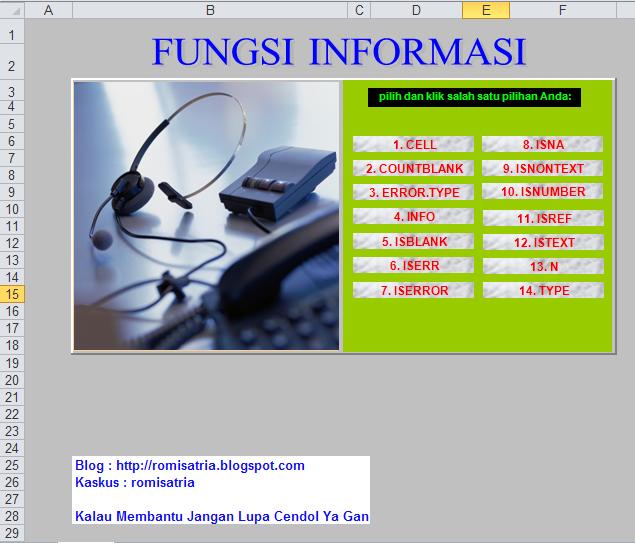 A B C D E F
1
2
3
4
5
6
7
8
9
10
11
12
13
14
15
16
17
18
19
20
21
22
23
24
25
26
27
28
29
FUNGSI INFORMASI
pilih dan klik salah satu pilihan Anda:
1. CELL
2. COUNTBLANK
3. ERROR.TYPE
4. INFO
5. ISBLANK
6. ISERR
7. ISERROR
8. ISNA
9. ISNONTEXT
10. ISNUMBER
11. ISREF
12. ISTEXT
13. N
14. TYPE
Blog : http://romisatria.blogspot.com
Kaskus : romisatria
Kalau Membantu Jangan Lupa Cendol Ya Gan